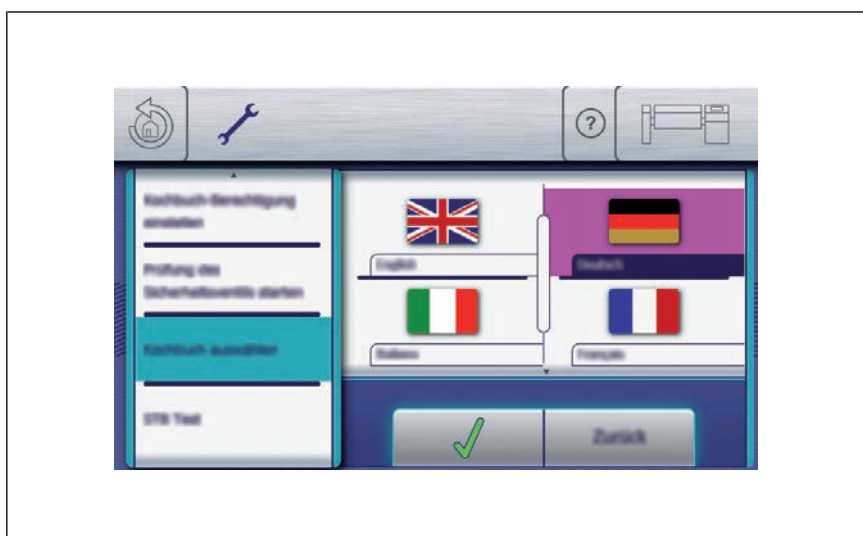 ?
Kochbuch-Berechtigung
einstellen
Prüfung des
Sicherheitsventils starten
Kochbuch auswählen
STB Test
English
Deutsch
Italiano
Français
Zurück